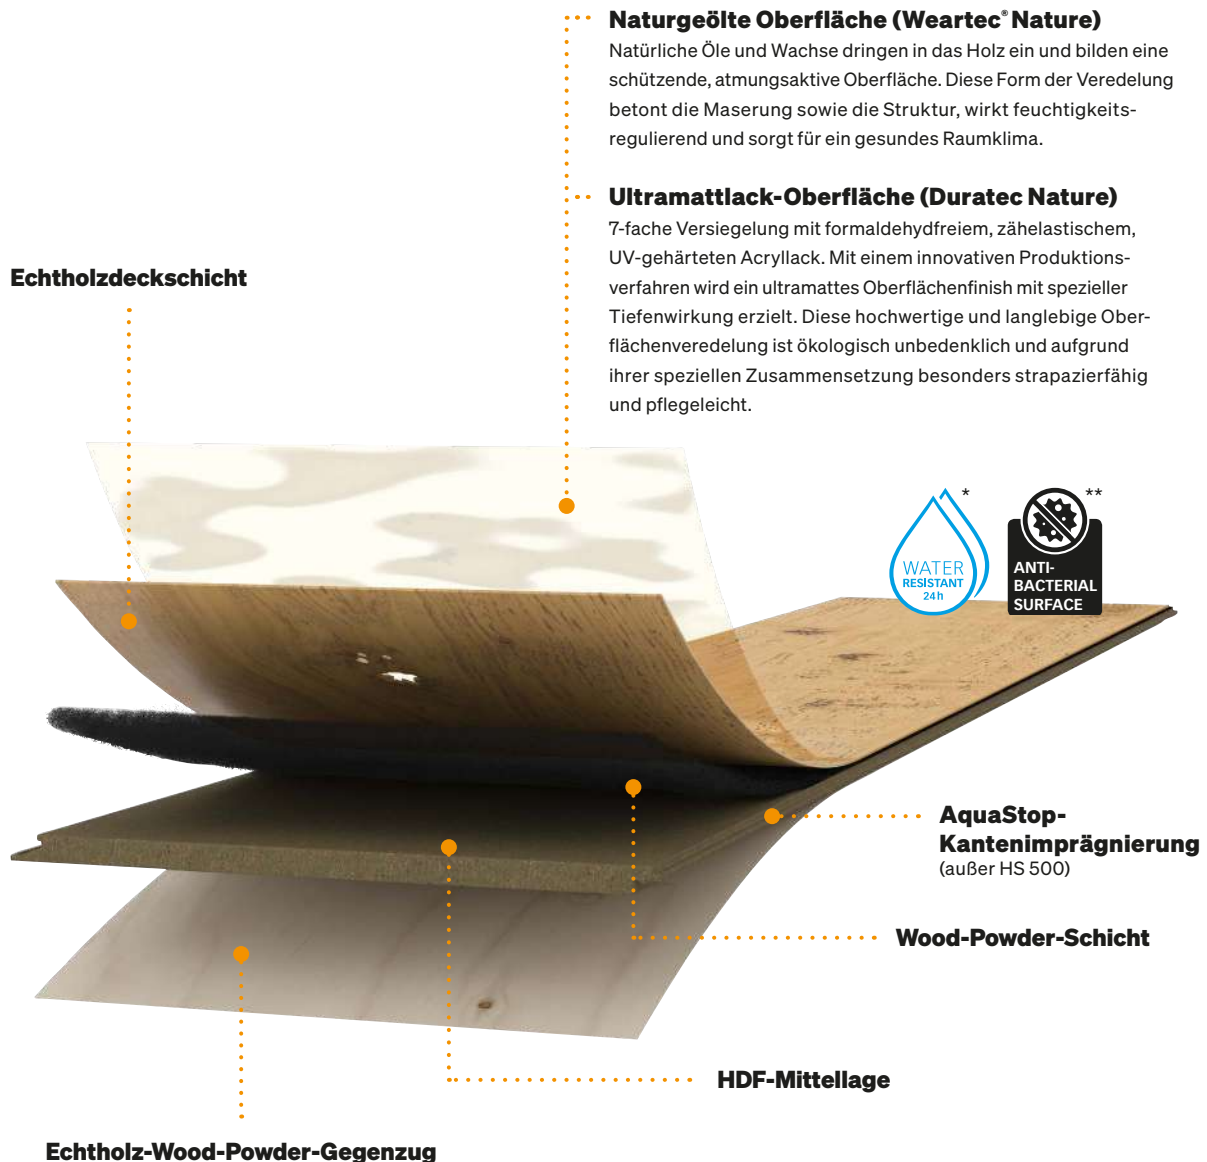 Naturgeölte Oberfläche (Weartec® Nature)
Natürliche Öle und Wachse dringen in das Holz ein und bilden eine
schützende, atmungsaktive Oberfläche. Diese Form der Veredelung
betont die Maserung sowie die Struktur, wirkt feuchtigkeits-
regulierend und sorgt für ein gesundes Raumklima.
Ultramattlack-Oberfläche (Duratec Nature)
7-fache Versiegelung mit formaldehydfreiem, zähelastischem,
UV-gehärteten Acryllack. Mit einem innovativen Produktions-
verfahren wird ein ultramattes Oberflächenfinish mit spezieller
Tiefenwirkung erzielt. Diese hochwertige und langlebige Ober-
flächenveredelung ist ökologisch unbedenklich und aufgrund
ihrer speziellen Zusammensetzung besonders strapazierfähig
und pflegeleicht.
Echtholzdeckschicht
*
WATER
RESISTANT
24h
**
ANTI-
BACTERIAL
SURFACE
AquaStop-
Kantenimprägnierung
(außer HS 500)
Wood-Powder-Schicht
HDF-Mittellage
Echtholz-Wood-Powder-Gegenzug